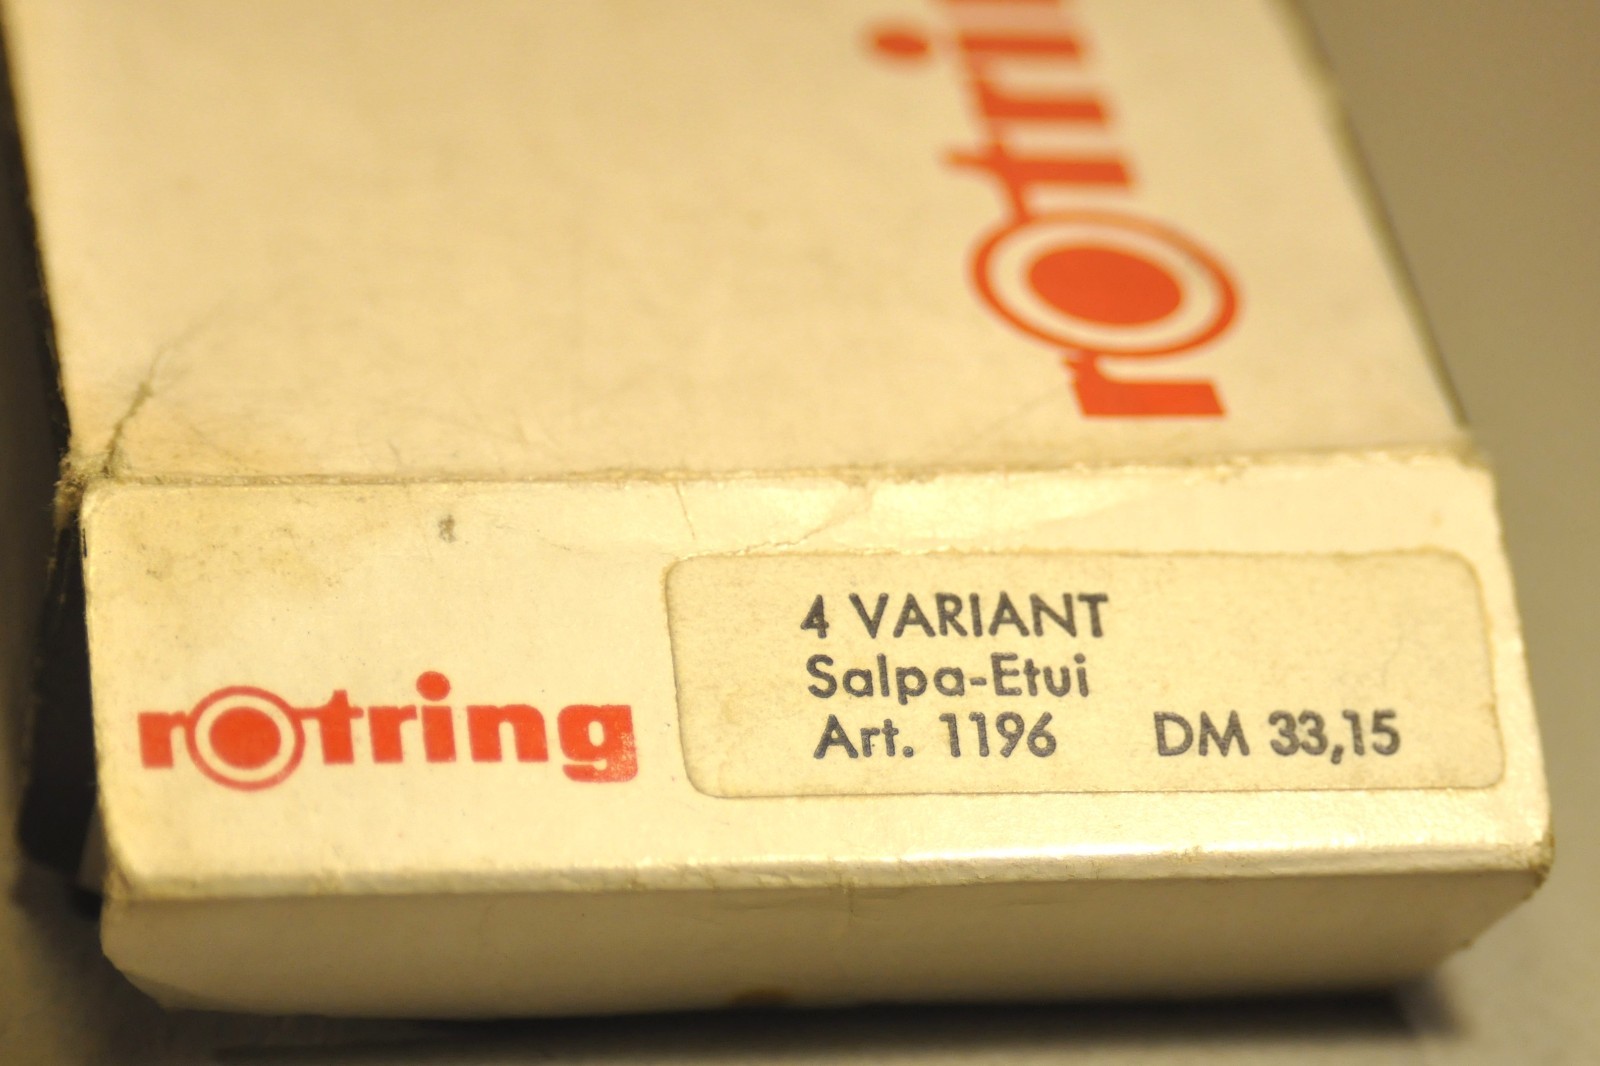 rotring
rotring
4 VARIANT
Salpa-Etui
Art. 1196 DM 33,15